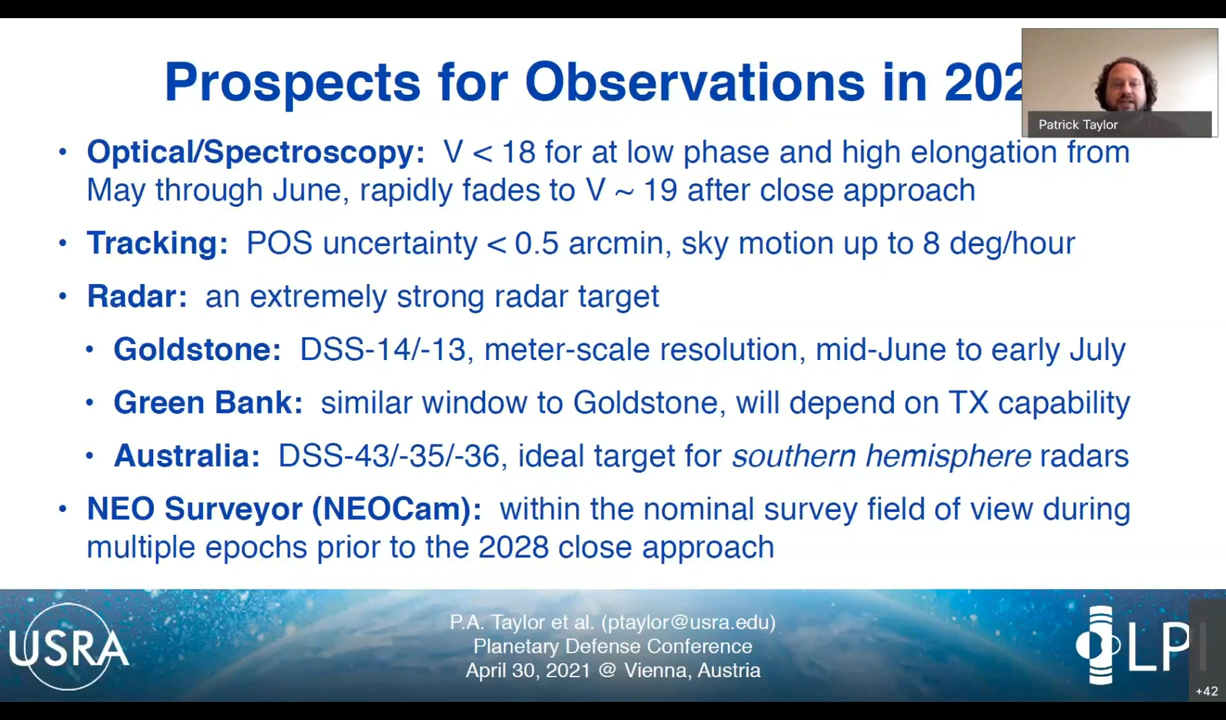 Prospects for Observations in 202
Patrick Taylor
• Optical/Spectroscopy: V < 18 for at low phase and high elongation from
May through June, rapidly fades to V ~ 19 after close approach
• Tracking: POS uncertainty < 0.5 arcmin, sky motion up to 8 deg/hour
• Radar: an extremely strong radar target
• Goldstone: DSS-14/-13, meter-scale resolution, mid-June to early July
• Green Bank: similar window to Goldstone, will depend on TX capability
• Australia: DSS-43/-35/-36, ideal target for southern hemisphere radars
• NEO Surveyor (NEOCam): within the nominal survey field of view during
multiple epochs prior to the 2028 close approach
USRA
P.A. Taylor et al. (ptaylor@usra.edu)
Planetary Defense Conference
April 30, 2021 @ Vienna, Austria
LPI
+42